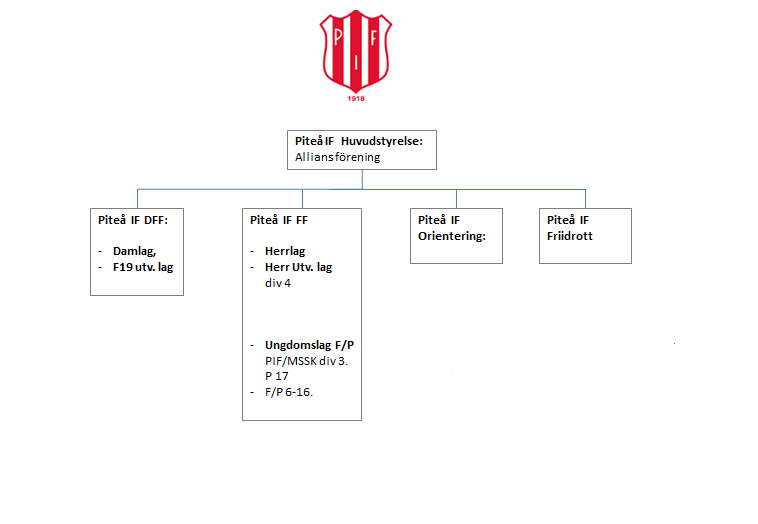 P F
I
1918
Piteå IF Huvudstyrelse:
Alliansförening
Piteå IF DFF:
- Damlag,
- F19 utv. lag
Piteå IF FF
- Herrlag
- Herr Utv. lag
div 4
- Ungdomslag F/P
PIF/MSSK div 3.
P 17
- F/P 6-16.
Piteå IF
Orientering:
Piteå IF
Friidrott